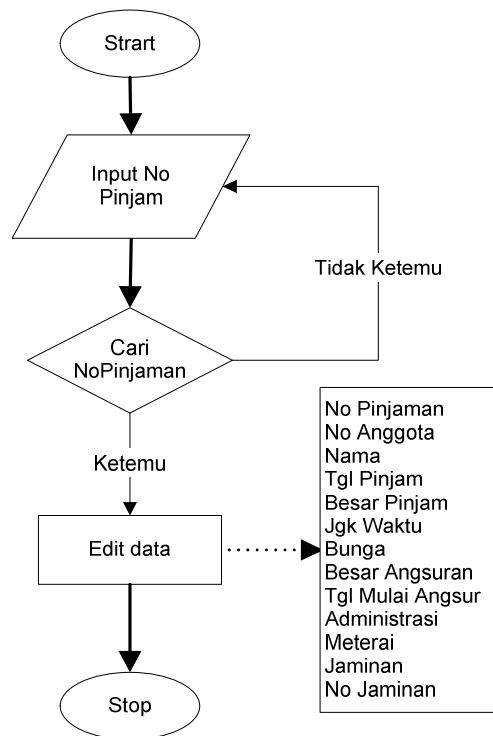 Strart
Input No
Pinjam
Tidak Ketemu
Cari
NoPinjaman
Ketemu
Edit data
No Pinjaman
No Anggota
Nama
Tgl Pinjam
Besar Pinjam
Jgk Waktu
Bunga
Besar Angsuran
Tgl Mulai Angsur
Administrasi
Meterai
Jaminan
No Jaminan
Stop